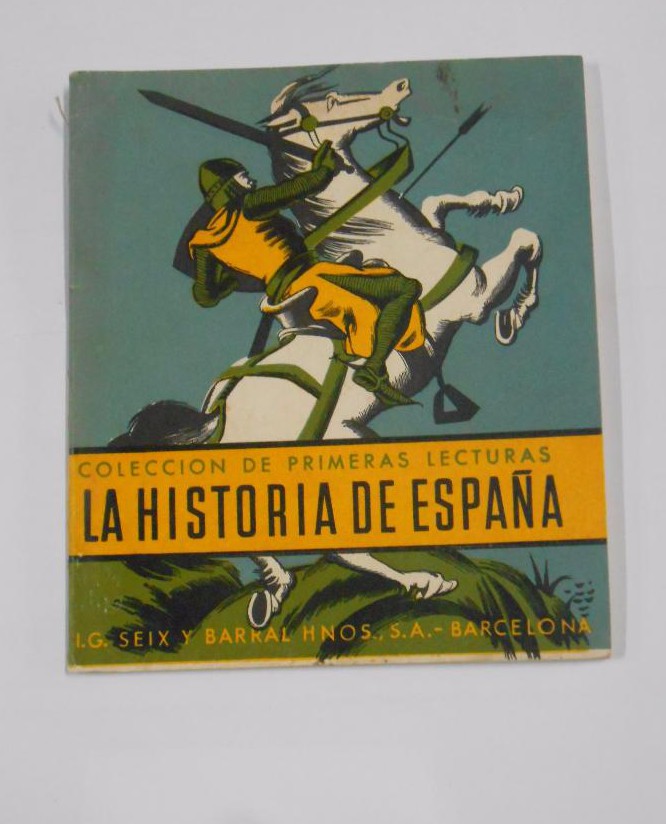 COLECCION DE PRIMERAS LECTURAS
LA HISTORIA DE ESPAÑA
I.G. SEIX Y BARRAL HNOS., S.A.- BARCELONA